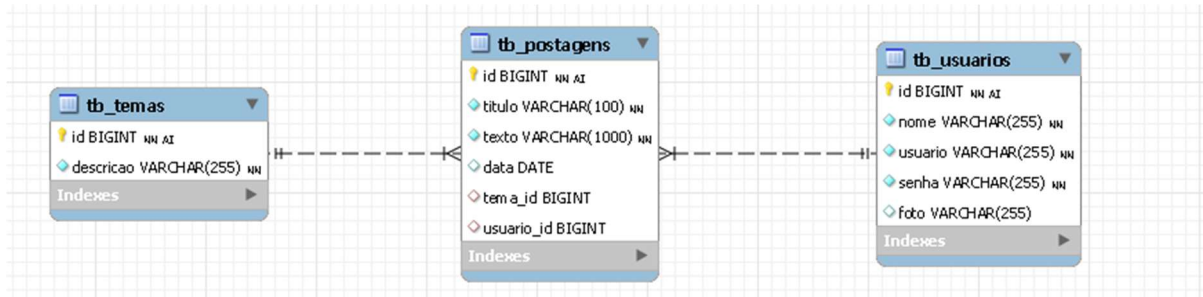 tb_temas
id BIGINT NN AI
descricao VARCHAR(255) NN
Indexes
tb_postagens
id BIGINT NN AI
titulo VARCHAR(100) NN
texto VARCHAR(1000) NN
data DATE
tema_id BIGINT
usuario_id BIGINT
Indexes
tb_usuarios
id BIGINT NN AI
nome VARCHAR(255) NN
usuario VARCHAR(255) NN
senha VARCHAR(255) NN
foto VARCHAR(255)
Indexes